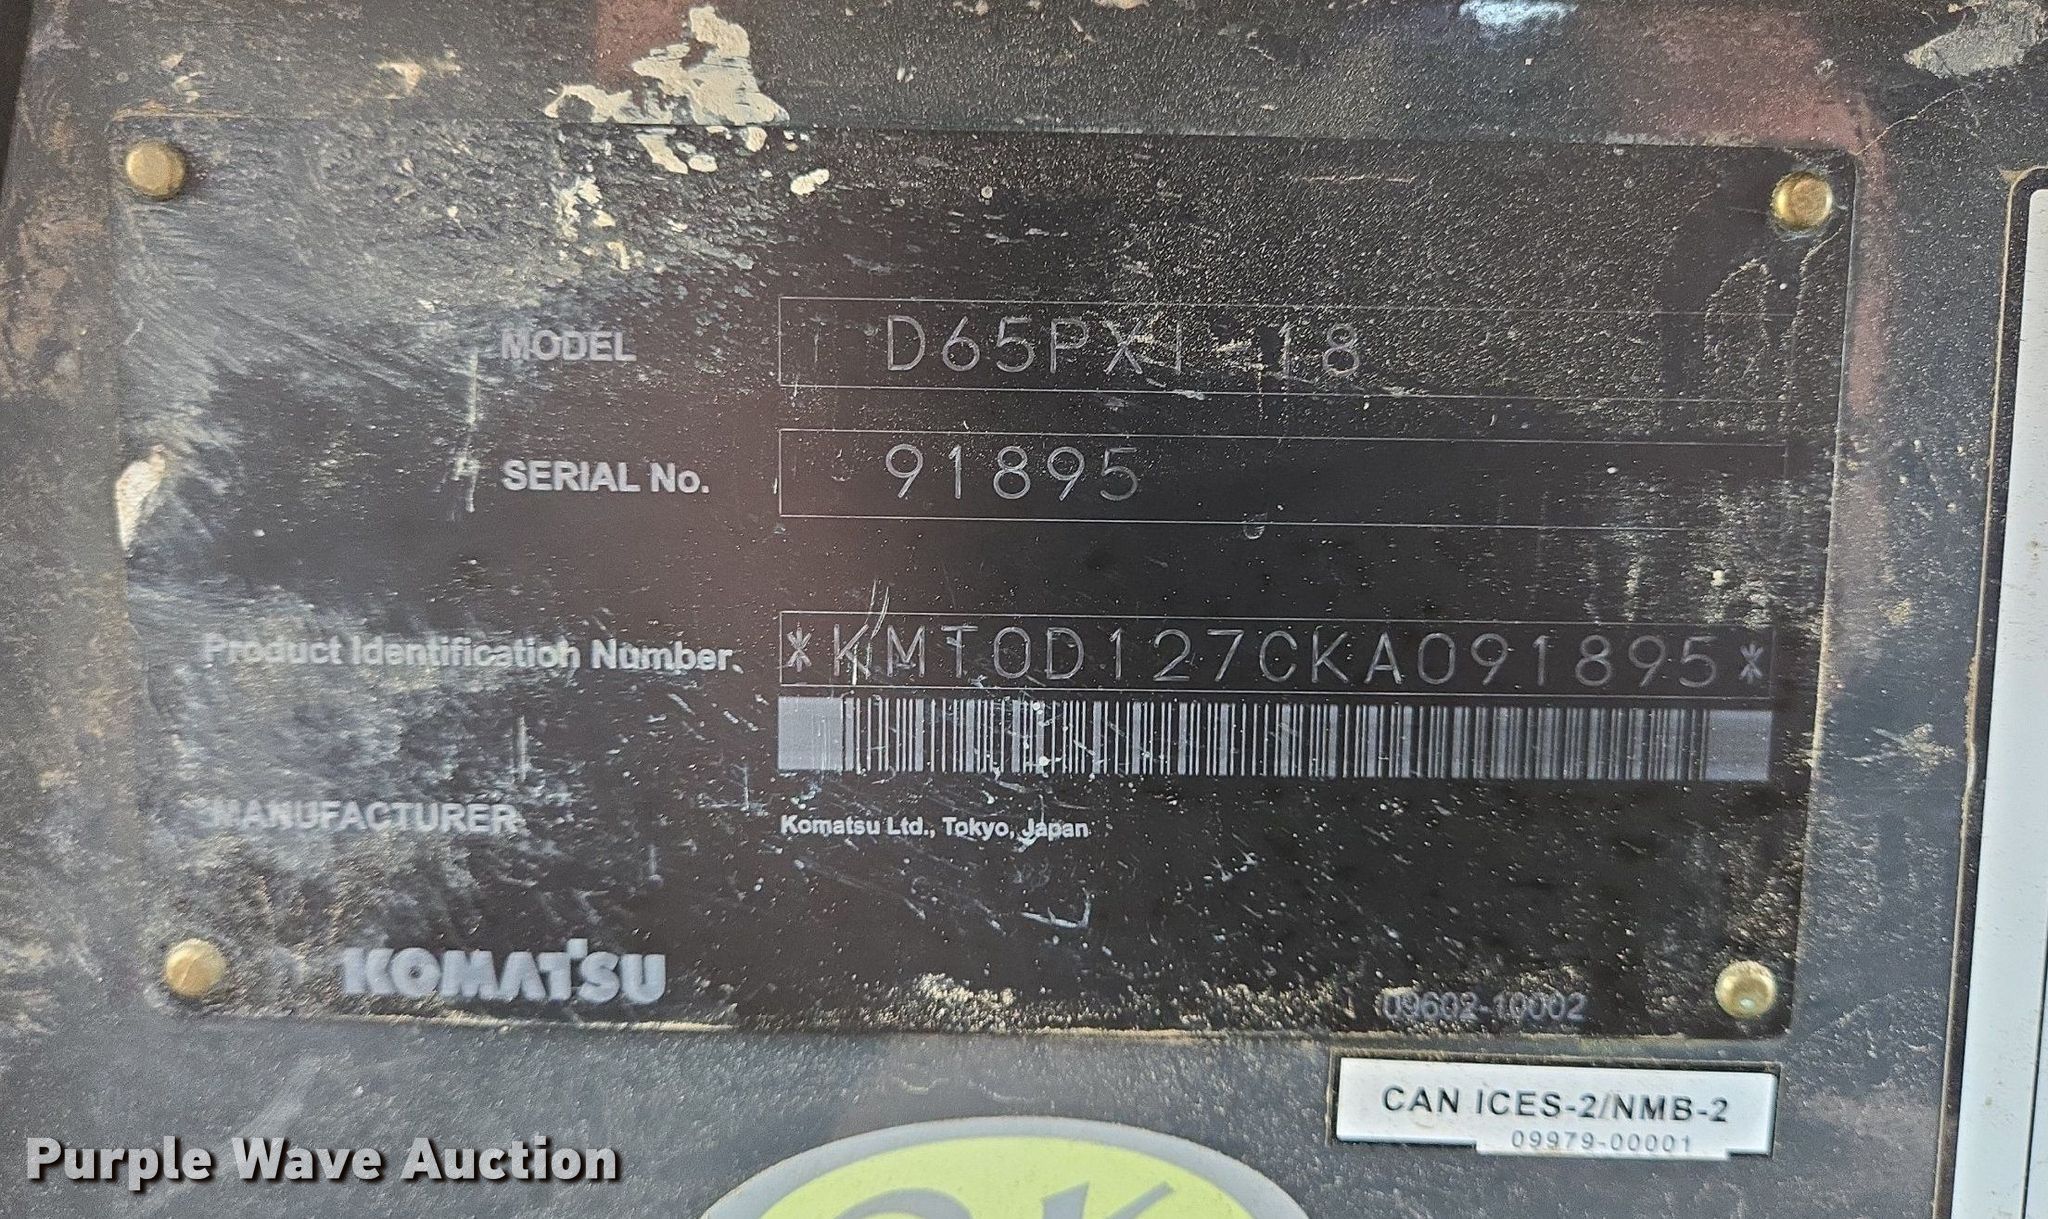 MODEL D65PXI-18
SERIAL No. 91895
Product Identification Number. *KMT0D127CKA091895*
MANUFACTURER Komatsu Ltd., Tokyo, Japan
KOMATSU
09602-10002
CAN ICES-2/NMB-2
09979-00001
Purple Wave Auction